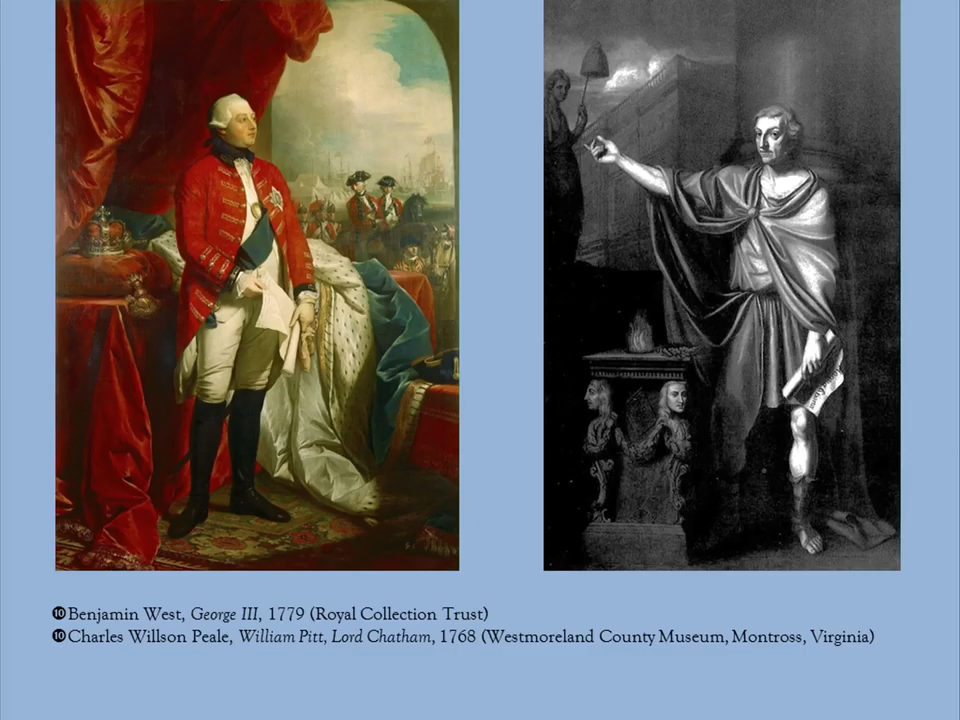 ❿Benjamin West, George III, 1779 (Royal Collection Trust)
❿Charles Willson Peale, William Pitt, Lord Chatham, 1768 (Westmoreland County Museum, Montross, Virginia)